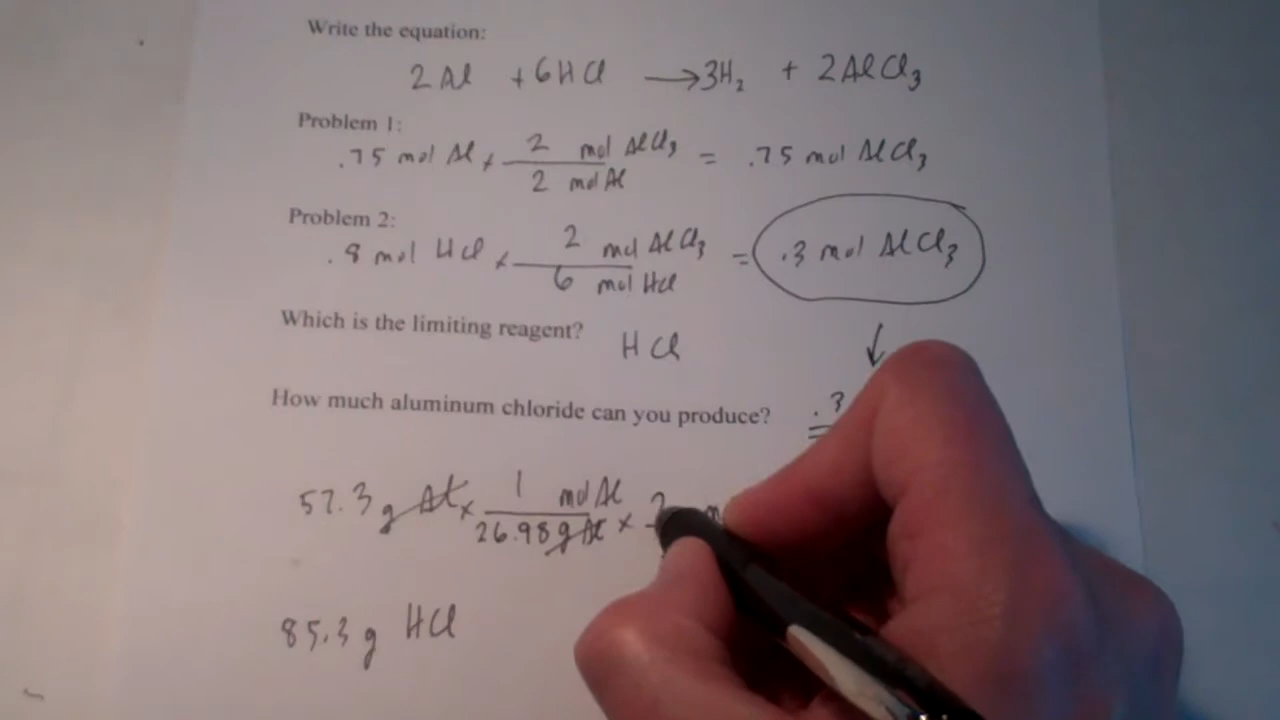 Write the equation:
2 Al + 6 HCl → 3H₂ + 2 AlCl₃
Problem 1:
.75 mol Al × 2 mol AlCl₃ / 2 mol Al = .75 mol AlCl₃
Problem 2:
.8 mol HCl × 2 mol AlCl₃ / 6 mol HCl = .3 mol AlCl₃
Which is the limiting reagent? HCl
How much aluminum chloride can you produce? .3
57.3 g Al × 1 mol Al / 26.98 g Al × 2
85.3 g HCl